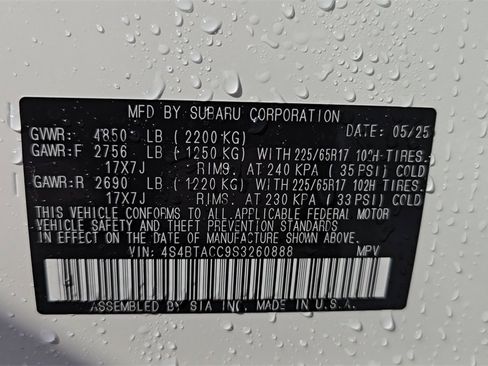 MFD BY SUBARU CORPORATION
GVWR: 4850 LB (2200 KG) DATE: 05/25
GAWR:F 2756 LB (1250 KG) WITH 225/65R17 102H TIRES.
17X7J RIMS. AT 240 KPA (35 PSI) COLD
GAWR:R 2690 LB (1220 KG) WITH 225/65R17 102H TIRES.
17X7J RIMS. AT 230 KPA (33 PSI) COLD
THIS VEHICLE CONFORMS TO ALL APPLICABLE FEDERAL MOTOR
VEHICLE SAFETY AND THEFT PREVENTION STANDARDS
IN EFFECT ON THE DATE OF MANUFACTURE SHOWN ABOVE.
VIN: 4S4BTACC9S3260888 MPV
ASSEMBLED BY SIA INC. MADE IN U.S.A.